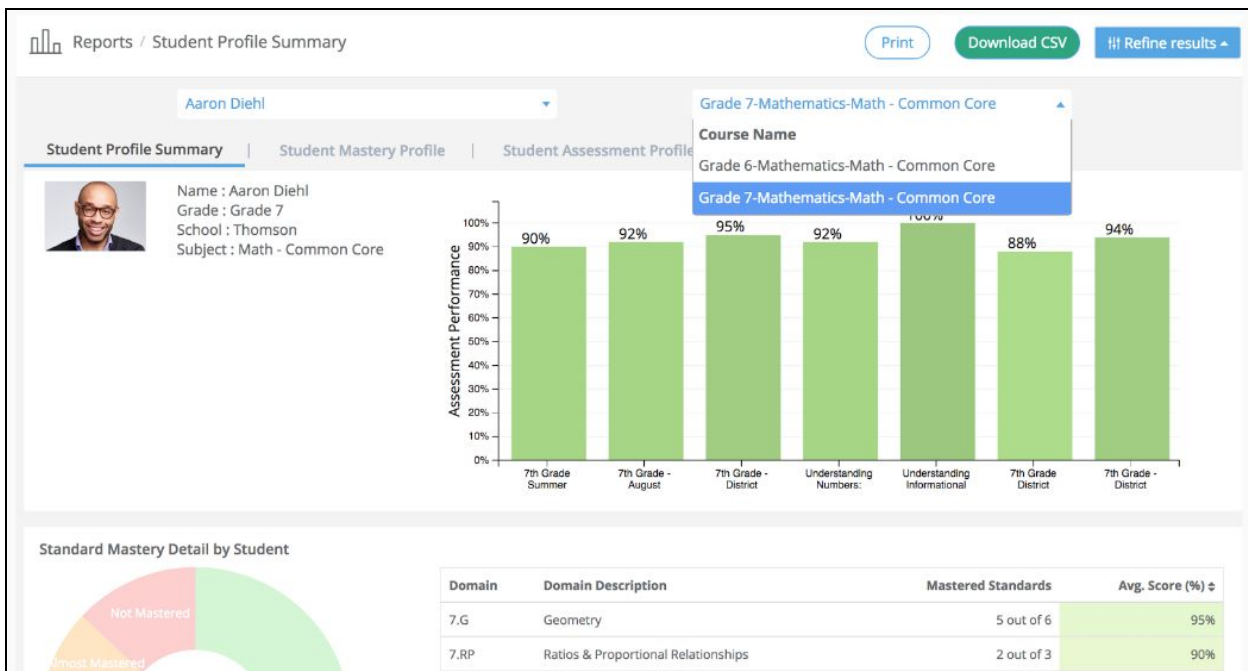 Reports / Student Profile Summary
Print
Download CSV
Refine results
Aaron Diehl
Grade 7-Mathematics-Math - Common Core
Course Name
Grade 6-Mathematics-Math - Common Core
Grade 7-Mathematics-Math - Common Core
Student Profile Summary | Student Mastery Profile | Student Assessment Profile
Name : Aaron Diehl
Grade : Grade 7
School : Thomson
Subject : Math - Common Core
Assessment Performance
100%
90%
80%
70%
60%
50%
40%
30%
20%
10%
0%
90%
92%
95%
92%
100%
88%
94%
7th Grade
Summer
7th Grade -
August
7th Grade -
District
Understanding
Numbers:
Understanding
Informational
7th Grade
District
7th Grade -
District
Standard Mastery Detail by Student
Not Mastered
Almost Mastered
Domain Domain Description Mastered Standards Avg. Score (%)
7.G Geometry 5 out of 6 95%
7.RP Ratios & Proportional Relationships 2 out of 3 90%